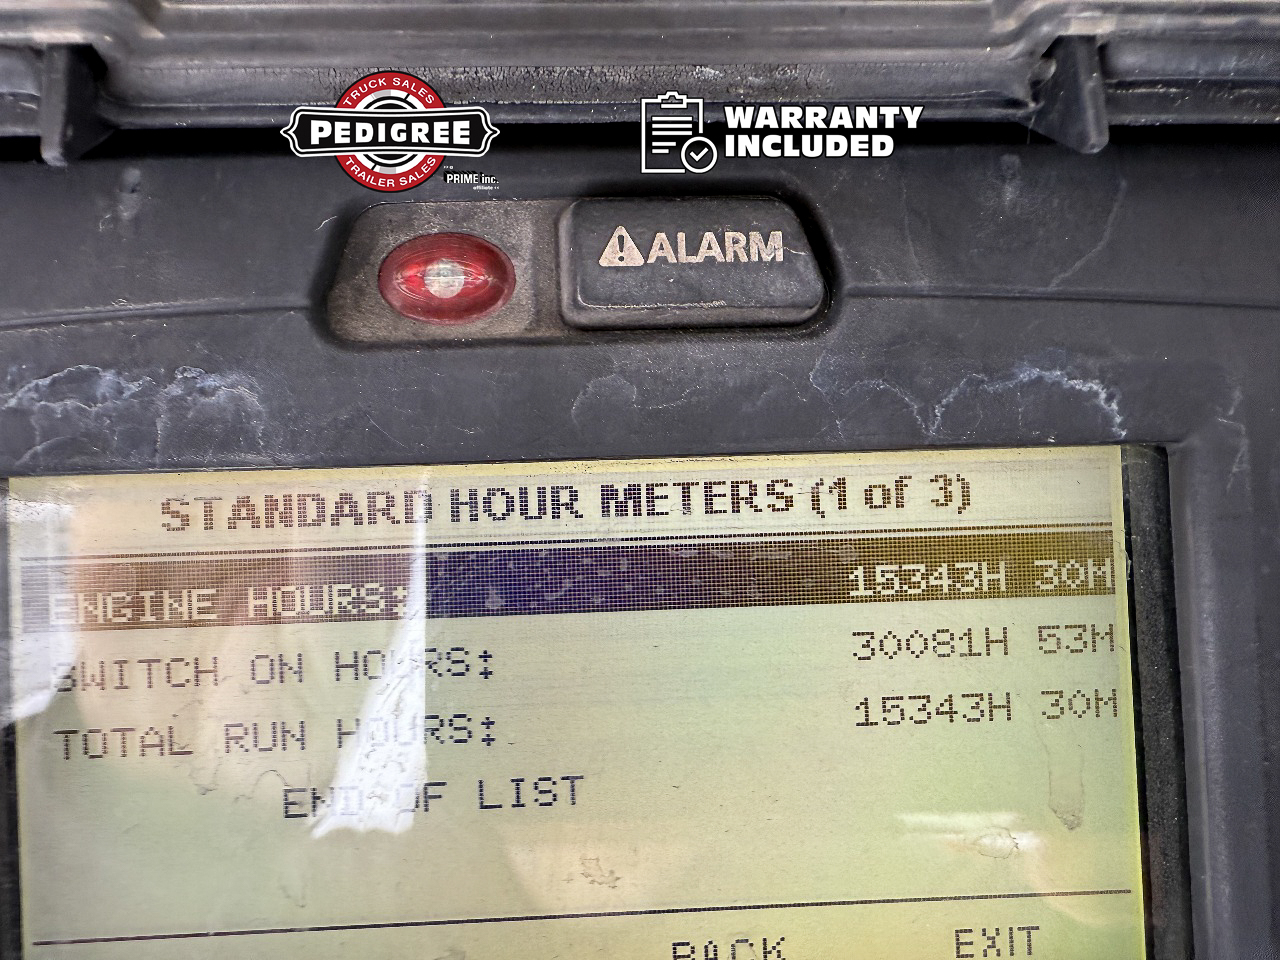 TRUCK SALES
PEDIGREE
TRAILER SALES
PRIME inc.
WARRANTY
INCLUDED
ALARM
STANDARD HOUR METERS (1 of 3)
ENGINE HOURS: 15343H 30M
SWITCH ON HOURS: 30081H 53M
TOTAL RUN HOURS: 15343H 30M
END OF LIST
BACK EXIT